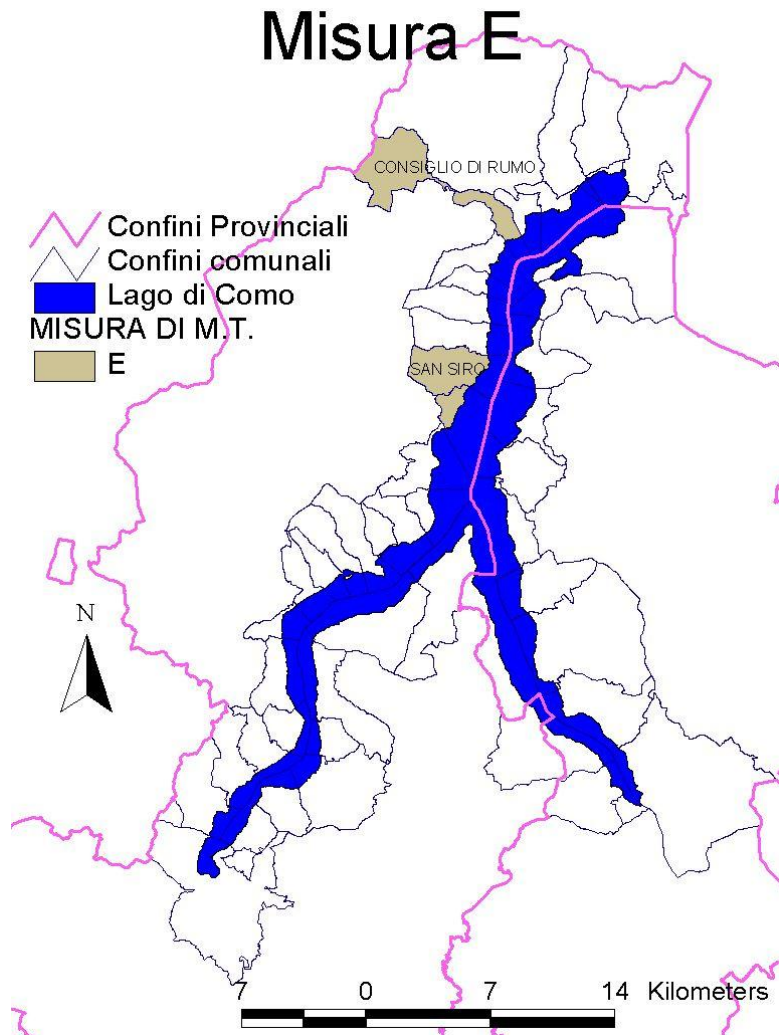 Misura E
CONSIGLIO DI RUMO
Confini Provinciali
Confini comunali
Lago di Como
MISURA DI M.T.
E
SAN SIRO
N
7 0 7 14 Kilometers